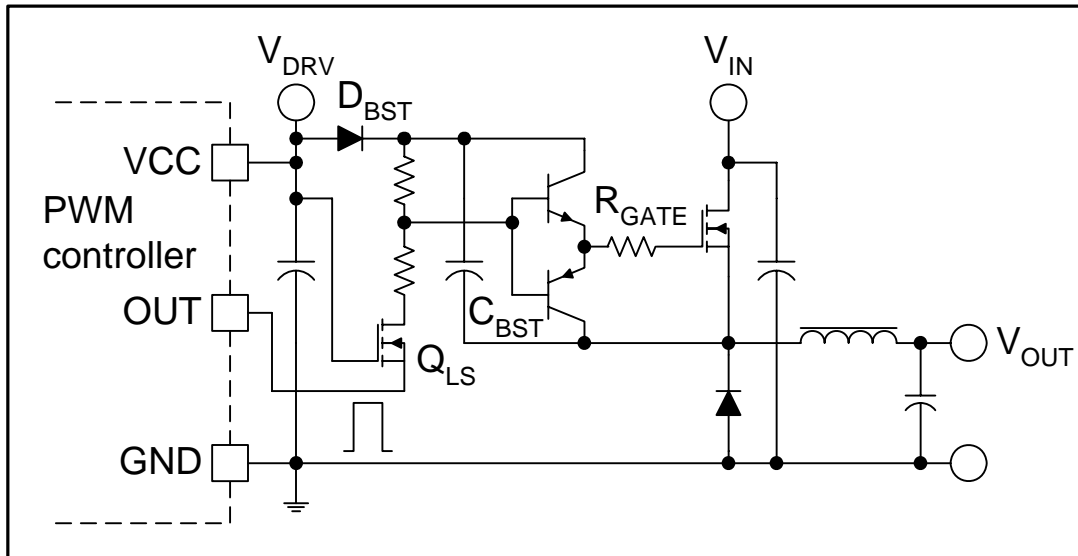 V_DRV
D_BST
V_IN
VCC
PWM
controller
R_GATE
OUT
C_BST
Q_LS
V_OUT
GND